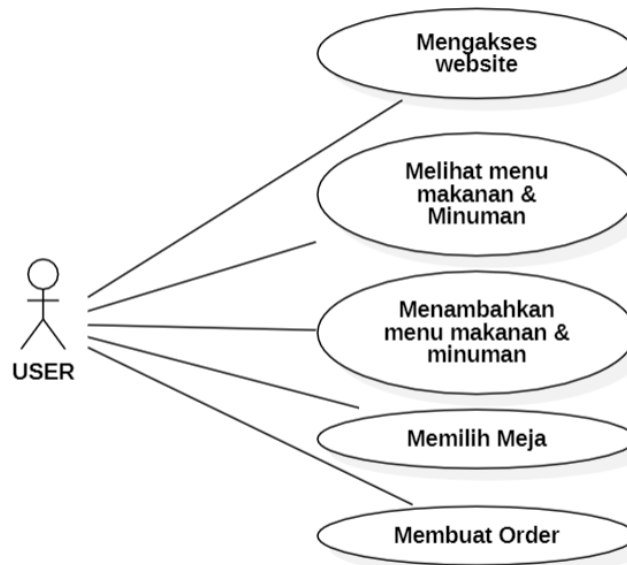 Mengakses
website
Melihat menu
makanan &
Minuman
Menambahkan
menu makanan &
minuman
USER
Memilih Meja
Membuat Order